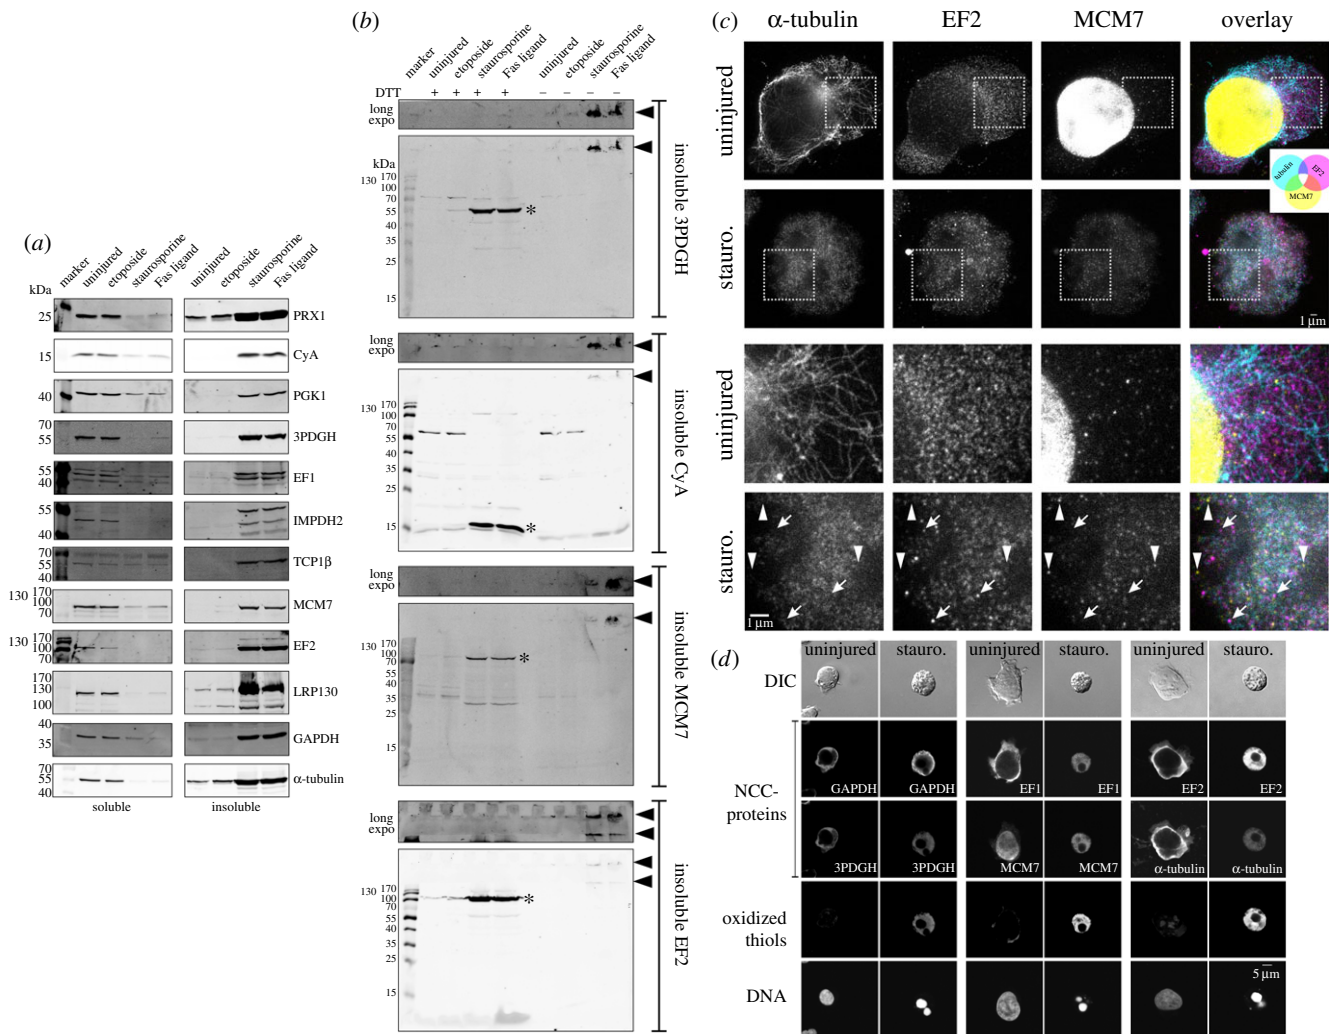 (a)
marker
uninjured
etoposide
staurosporine
Fas ligand
uninjured
etoposide
staurosporine
Fas ligand
kDa
25
PRX1
15
CyA
40
PGK1
70
55
3PDGH
55
40
EF1
55
40
IMPDH2
70
55
40
TCP1β
130
100
70
MCM7
170
130
100
70
EF2
170
130
100
LRP130
40
35
GAPDH
70
55
40
α-tubulin
soluble
insoluble
(b)
marker
uninjured
etoposide
staurosporine
Fas ligand
uninjured
etoposide
staurosporine
Fas ligand
DTT + + + + – – – –
long
expo
kDa
170
130
100
70
55
40
35
25
15
*
insoluble 3PDGH
long
expo
170
130
100
70
55
40
35
25
15
*
insoluble CyA
long
expo
170
130
100
70
55
40
35
25
15
*
insoluble MCM7
long
expo
170
130
100
70
55
40
35
25
15
*
insoluble EF2
(c)
α-tubulin EF2 MCM7 overlay
uninjured
tubulin
EF2
MCM7
stauro.
1 µm
uninjured
stauro.
1 µm
(d)
uninjured stauro. uninjured stauro. uninjured stauro.
DIC
NCC-
proteins
GAPDH GAPDH EF1 EF1 EF2 EF2
3PDGH 3PDGH MCM7 MCM7 α-tubulin α-tubulin
oxidized
thiols
5 µm
DNA